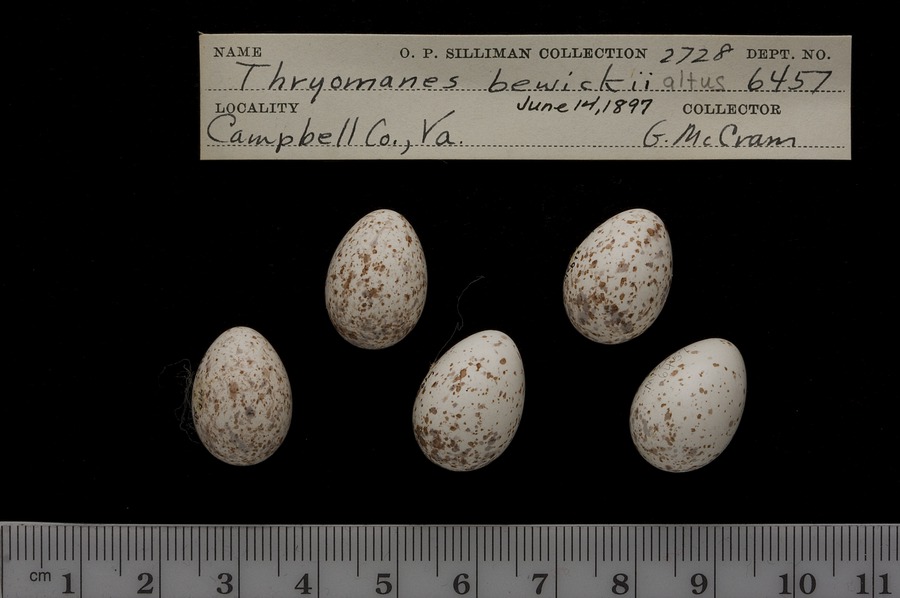 NAME O. P. SILLIMAN COLLECTION 2728 DEPT. NO.
Thryomanes bewickii altus 6457
LOCALITY June 14, 1897 COLLECTOR
Campbell Co., Va. G. McCram
cm 1 2 3 4 5 6 7 8 9 10 11